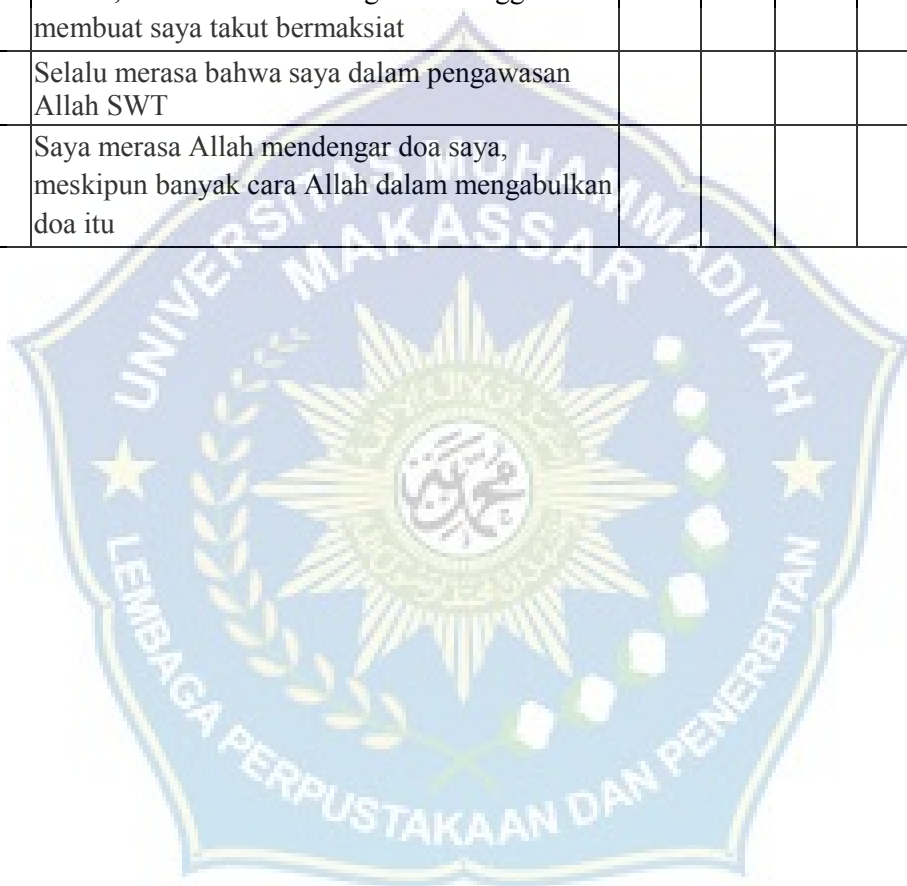 membuat saya takut bermaksiat
Selalu merasa bahwa saya dalam pengawasan
Allah SWT
Saya merasa Allah mendengar doa saya,
meskipun banyak cara Allah dalam mengabulkan
doa itu
UNIVERSITAS MUHAMMADIYAH
MAKASSAR
LEMBAGA PERPUSTAKAAN DAN PENERBITAN